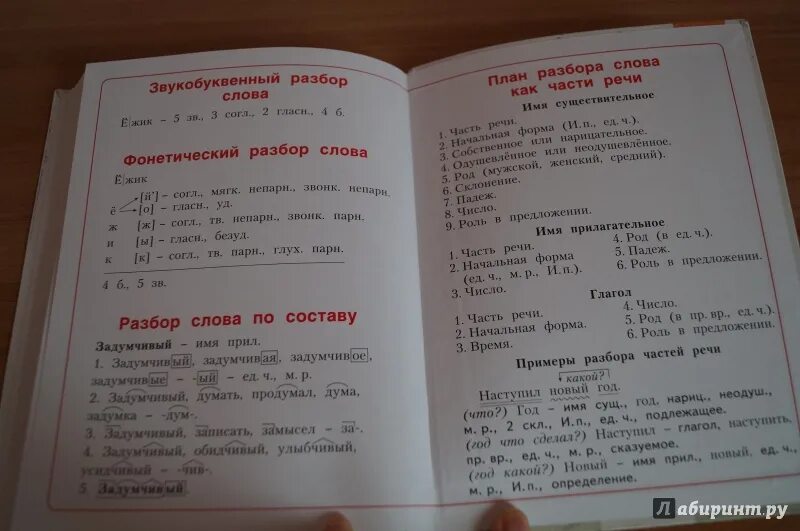 Звукобуквенный разбор
слова
Ё|жик – 5 зв., 3 согл., 2 гласн., 4 б.
Фонетический разбор слова
Ё|жик
[й'] – согл., мягк. непарн., звонк. непарн.
ё [о] – гласн., уд.
ж [ж] – согл., тв. непарн., звонк. парн.
и [ы] – гласн., безуд.
к [к] – согл., тв. парн., глух. парн.
4 б., 5 зв.
Разбор слова по составу
Задумчивый – имя прил.
1. Задумчивый, задумчивая, задумчивое,
задумчивые – -ый – ед. ч., м. р.
2. Задумчивый, думать, продумал, дума,
задумка – -дум-.
3. Задумчивый, записать, замысел – за-.
4. Задумчивый, обидчивый, улыбчивый,
усидчивый – -чив-.
5. Задумчивый.
План разбора слова
как части речи
Имя существительное
1. Часть речи.
2. Начальная форма (И.п., ед. ч.).
3. Собственное или нарицательное.
4. Одушевлённое или неодушевлённое.
5. Род (мужской, женский, средний).
6. Склонение.
7. Падеж.
8. Число.
9. Роль в предложении.
Имя прилагательное
1. Часть речи.
2. Начальная форма
(ед. ч., м. р., И.п.).
3. Число.
4. Род (в ед. ч.).
5. Падеж.
6. Роль в предложении.
Глагол
1. Часть речи.
2. Начальная форма.
3. Время.
4. Число.
5. Род (в пр. вр., ед. ч.).
6. Роль в предложении.
Примеры разбора частей речи
какой?
Наступил новый год.
(что?) Год – имя сущ., год, нариц., неодуш.,
м. р., 2 скл., И.п., ед. ч., подлежащее.
(год что сделал?) Наступил – глагол, наступить,
пр. вр., ед. ч., м. р., сказуемое.
(год какой?) Новый – имя прил., новый, ед. ч.,
м. р., И.п., определение.
Лабиринт.ру